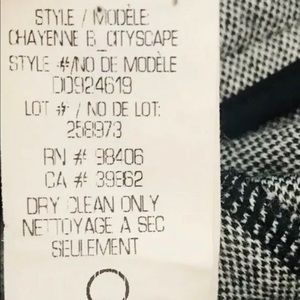 STYLE / MODÈLE:
CHAYENNE B_CITYSCAPE
STYLE #/NO DE MODÈLE
D0924619
LOT # / NO DE LOT:
258973
RN # 98406
CA # 39962
DRY CLEAN ONLY
NETTOYAGE A SEC
SEULEMENT